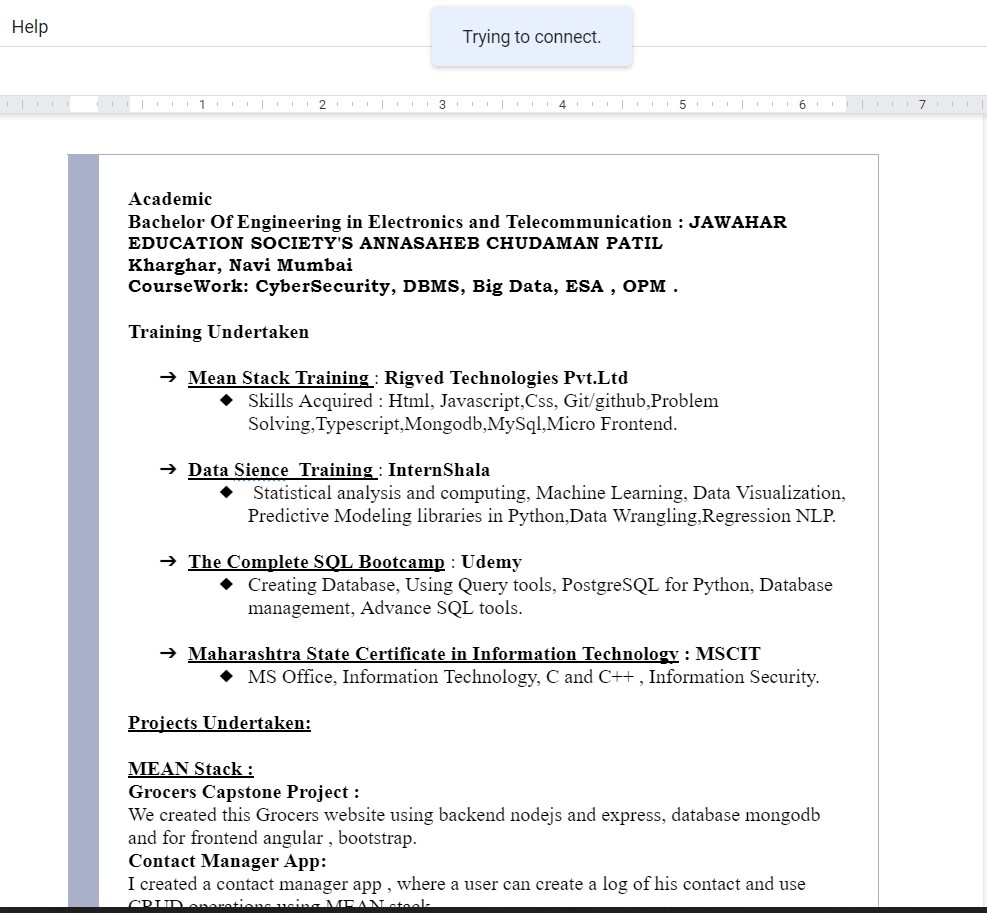 Help
Trying to connect.
1 2 3 4 5 6 7
Academic
Bachelor Of Engineering in Electronics and Telecommunication : JAWAHAR
EDUCATION SOCIETY'S ANNASAHEB CHUDAMAN PATIL
Kharghar, Navi Mumbai
CourseWork: CyberSecurity, DBMS, Big Data, ESA , OPM .
Training Undertaken
➔ Mean Stack Training : Rigved Technologies Pvt.Ltd
◆ Skills Acquired : Html, Javascript,Css, Git/github,Problem
Solving,Typescript,Mongodb,MySql,Micro Frontend.
➔ Data Sience  Training : InternShala
◆ Statistical analysis and computing, Machine Learning, Data Visualization,
Predictive Modeling libraries in Python,Data Wrangling,Regression NLP.
➔ The Complete SQL Bootcamp : Udemy
◆ Creating Database, Using Query tools, PostgreSQL for Python, Database
management, Advance SQL tools.
➔ Maharashtra State Certificate in Information Technology : MSCIT
◆ MS Office, Information Technology, C and C++ , Information Security.
Projects Undertaken:
MEAN Stack :
Grocers Capstone Project :
We created this Grocers website using backend nodejs and express, database mongodb
and for frontend angular , bootstrap.
Contact Manager App:
I created a contact manager app , where a user can create a log of his contact and use
CRUD operations using MEAN stack